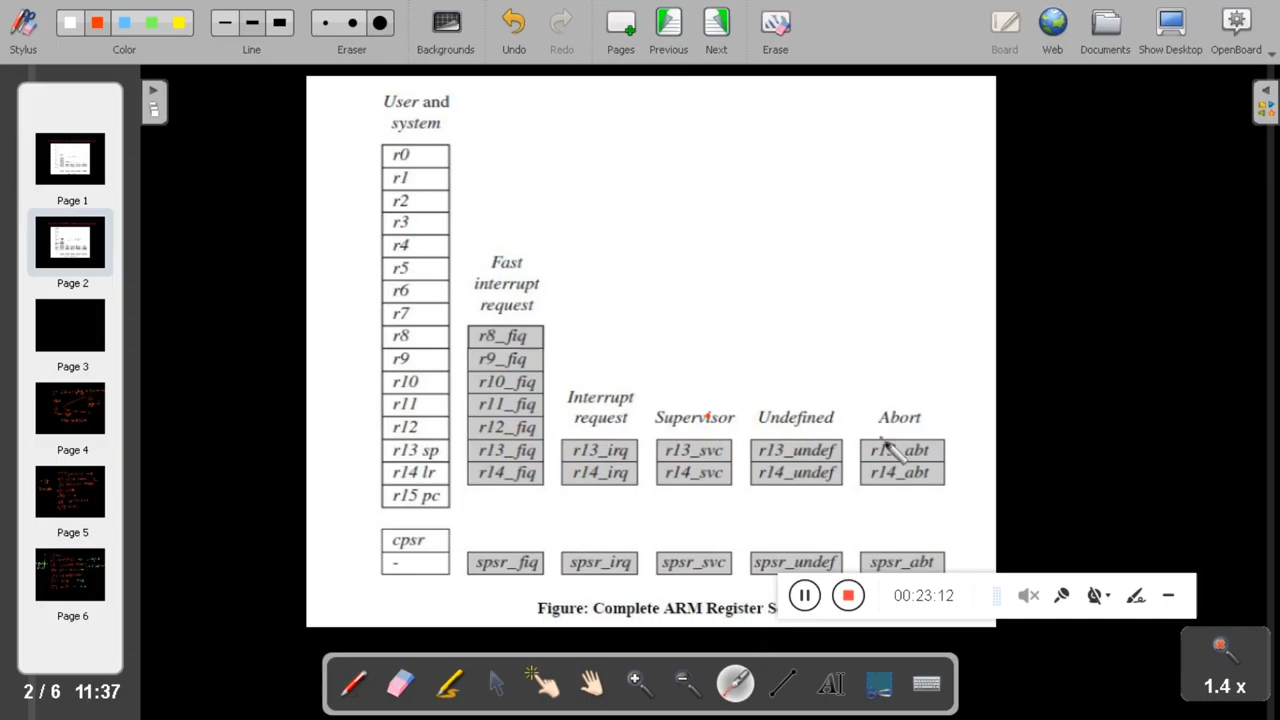 Stylus
Color
Line
Eraser
Backgrounds
Undo
Redo
Pages
Previous
Next
Erase
Board
Web
Documents
Show Desktop
OpenBoard
Page 1
Page 2
Page 3
Page 4
Page 5
Page 6
2 / 6 11:37
User and
system
r0
r1
r2
r3
r4
r5
r6
r7
r8
r9
r10
r11
r12
r13 sp
r14 lr
r15 pc
cpsr
-
Fast
interrupt
request
r8_fiq
r9_fiq
r10_fiq
r11_fiq
r12_fiq
r13_fiq
r14_fiq
spsr_fiq
Interrupt
request
r13_irq
r14_irq
spsr_irq
Supervisor
r13_svc
r14_svc
spsr_svc
Undefined
r13_undef
r14_undef
spsr_undef
Abort
r13_abt
r14_abt
spsr_abt
Figure: Complete ARM Register
00:23:12
AI
1.4 x